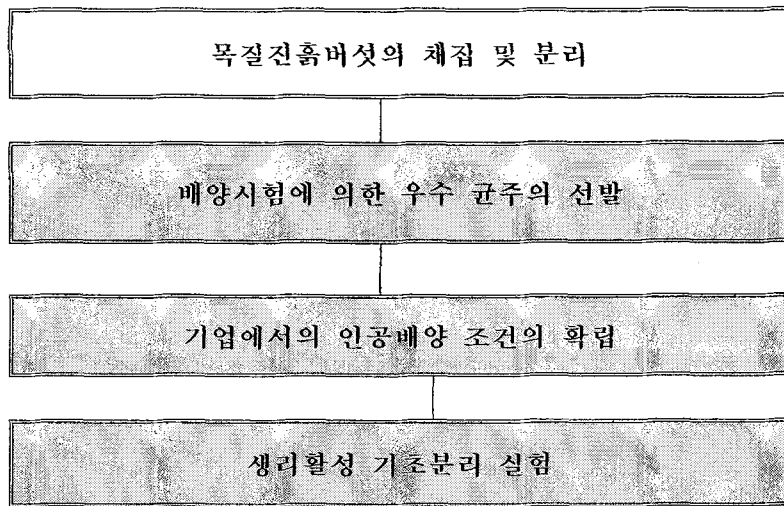 목질진흙버섯의 채집 및 분리
배양시험에 의한 우수 균주의 선발
기업에서의 인공배양 조건의 확립
생리활성 기초분리 실험